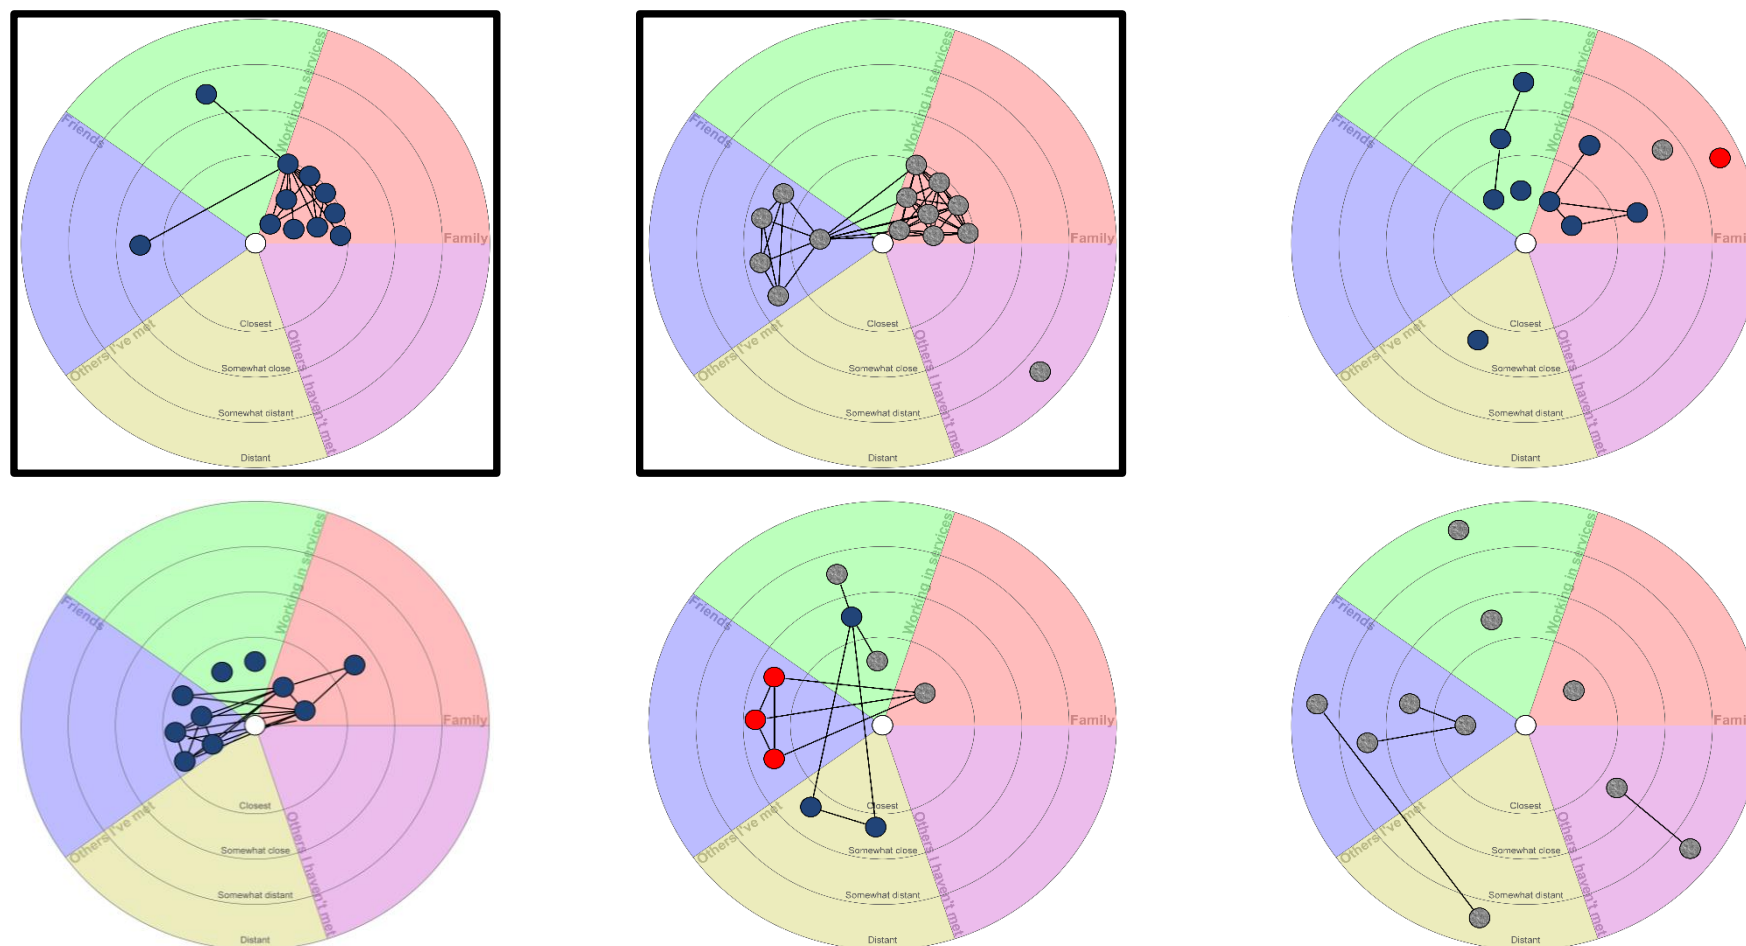 Working in services
Friends
Family
Closest
Others I've met
Somewhat close
Others I haven't met
Somewhat distant
Distant
Working in services
Friends
Family
Closest
Others I've met
Somewhat close
Others I haven't met
Somewhat distant
Distant
Working in services
Friends
Fami
Closest
Others I've met
Somewhat close
Others I haven't met
Somewhat distant
Distant
Working in services
Friends
Family
Closest
Others I've met
Somewhat close
Others I haven't met
Somewhat distant
Distant
Working in services
Friends
Family
Closest
Others I've met
Somewhat close
Others I haven't met
Somewhat distant
Distant
Working in services
Friends
Fami
Closest
Others I've met
Somewhat close
Others I haven't met
Somewhat distant
Distant